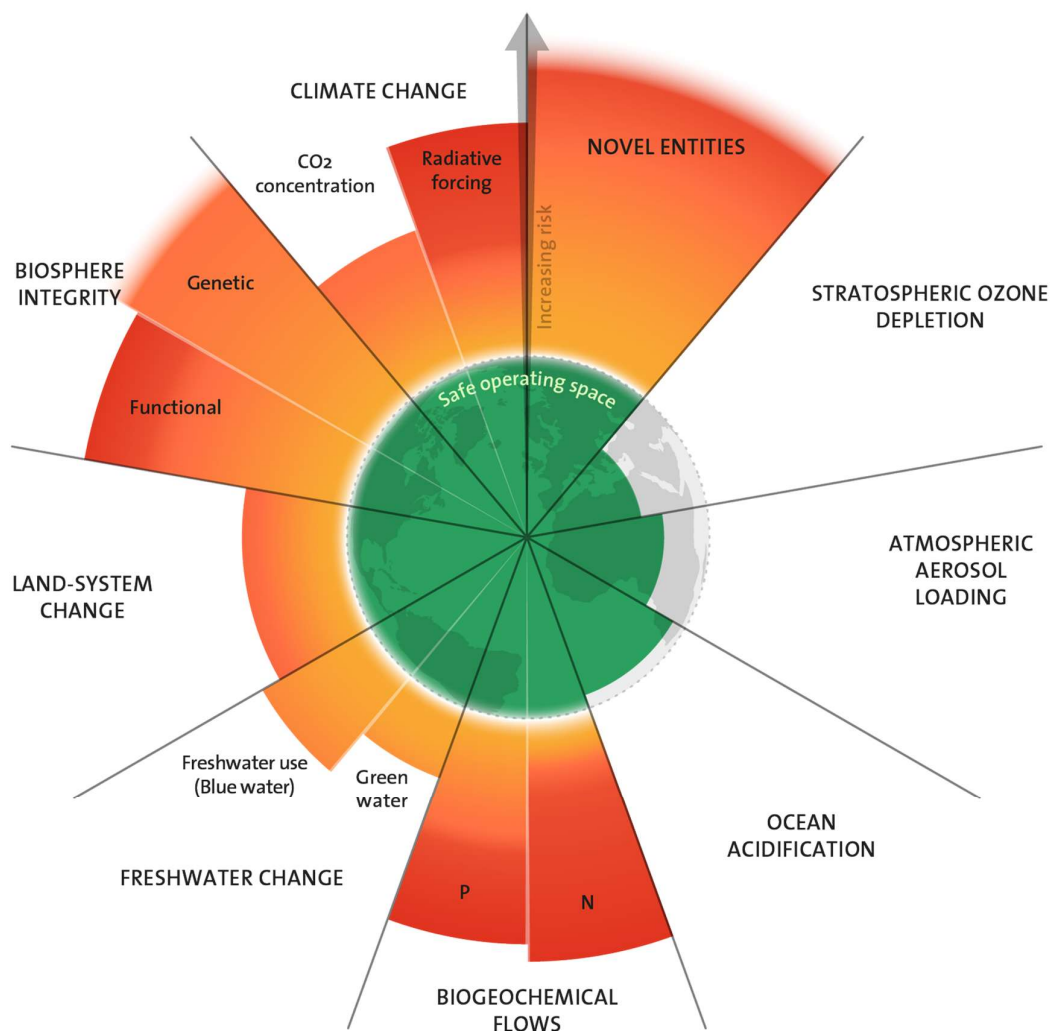 CLIMATE CHANGE
CO2
concentration
Radiative
forcing
NOVEL ENTITIES
Increasing risk
BIOSPHERE
INTEGRITY
Genetic
Functional
STRATOSPHERIC OZONE
DEPLETION
Safe operating space
ATMOSPHERIC
AEROSOL
LOADING
LAND-SYSTEM
CHANGE
Freshwater use
(Blue water)
Green
water
FRESHWATER CHANGE
OCEAN
ACIDIFICATION
P
N
BIOGEOCHEMICAL
FLOWS